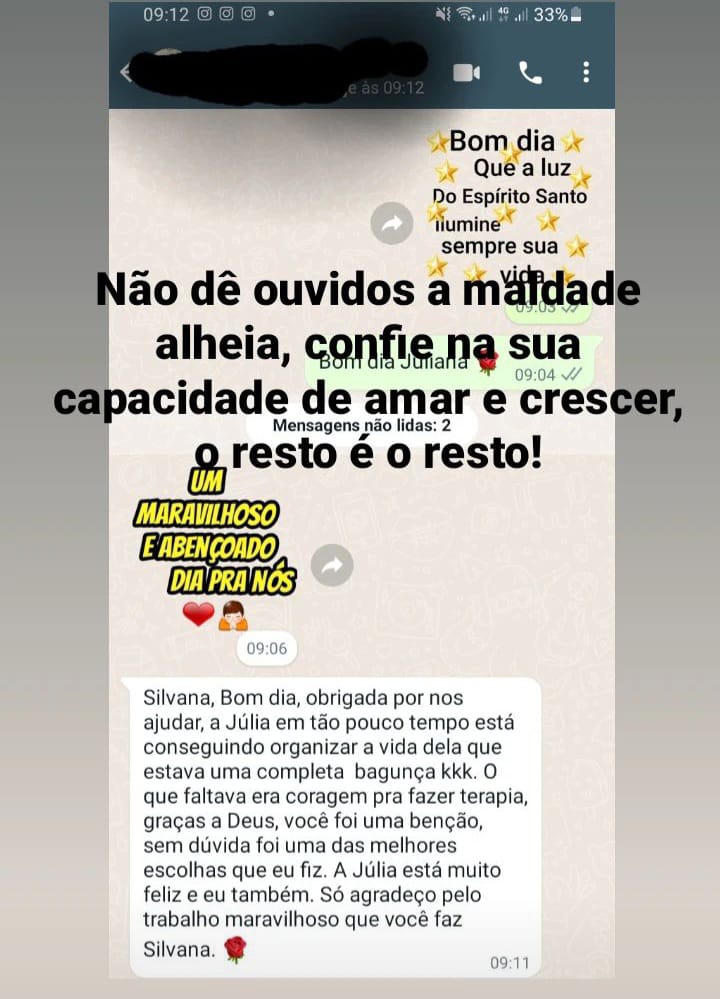 09:12
33%
e às 09:12
Bom dia
Que a luz
Do Espírito Santo
ilumine
sempre sua
vida
09:03
Não dê ouvidos a maldade
alheia, confie na sua
capacidade de amar e crescer,
o resto é o resto!
Bom dia Juliana 🌹
09:04
Mensagens não lidas: 2
UM
MARAVILHOSO
E ABENÇOADO
DIA PRA NÓS
09:06
Silvana, Bom dia, obrigada por nos
ajudar, a Júlia em tão pouco tempo está
conseguindo organizar a vida dela que
estava uma completa bagunça kkk. O
que faltava era coragem pra fazer terapia,
graças a Deus, você foi uma benção,
sem dúvida foi uma das melhores
escolhas que eu fiz. A Júlia está muito
feliz e eu também. Só agradeço pelo
trabalho maravilhoso que você faz
Silvana. 🌹
09:11